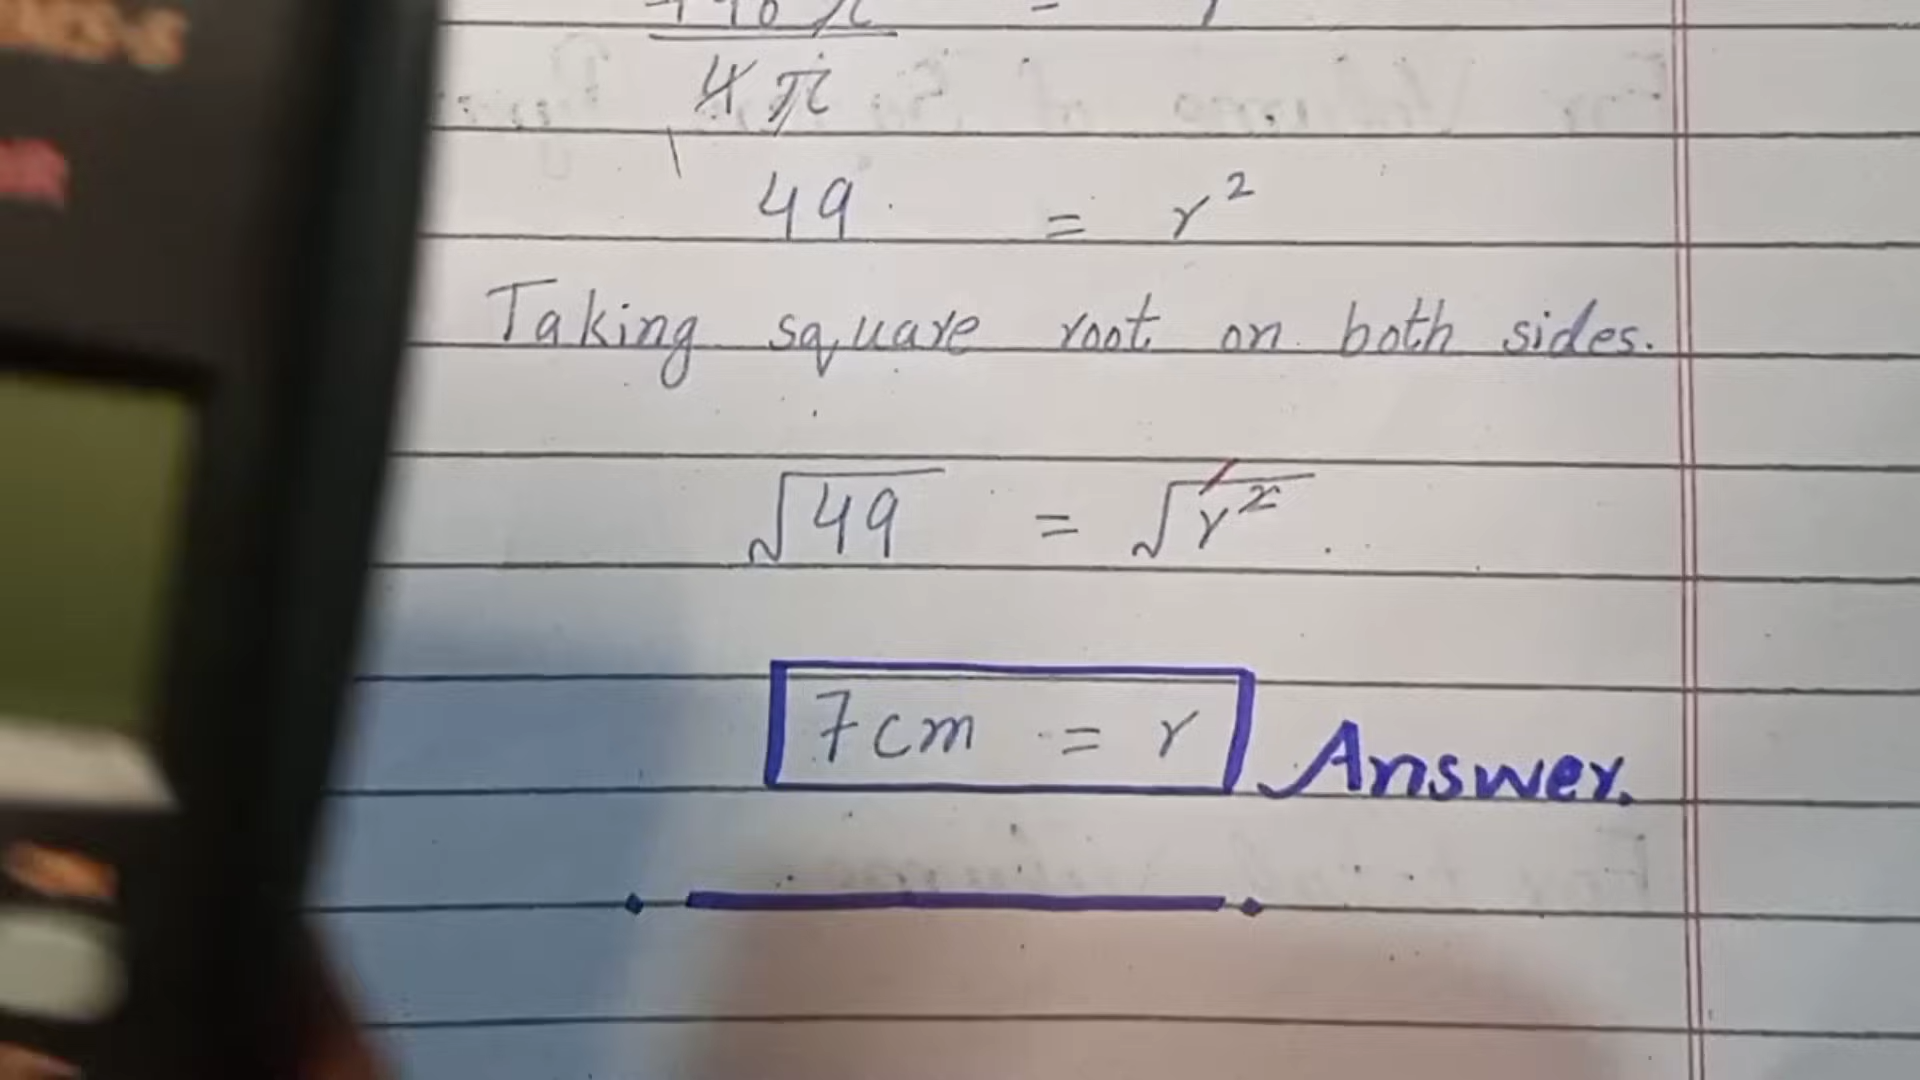 4π
49 = r²
Taking square root on both sides.
√49 = √r²
7cm = r Answer.